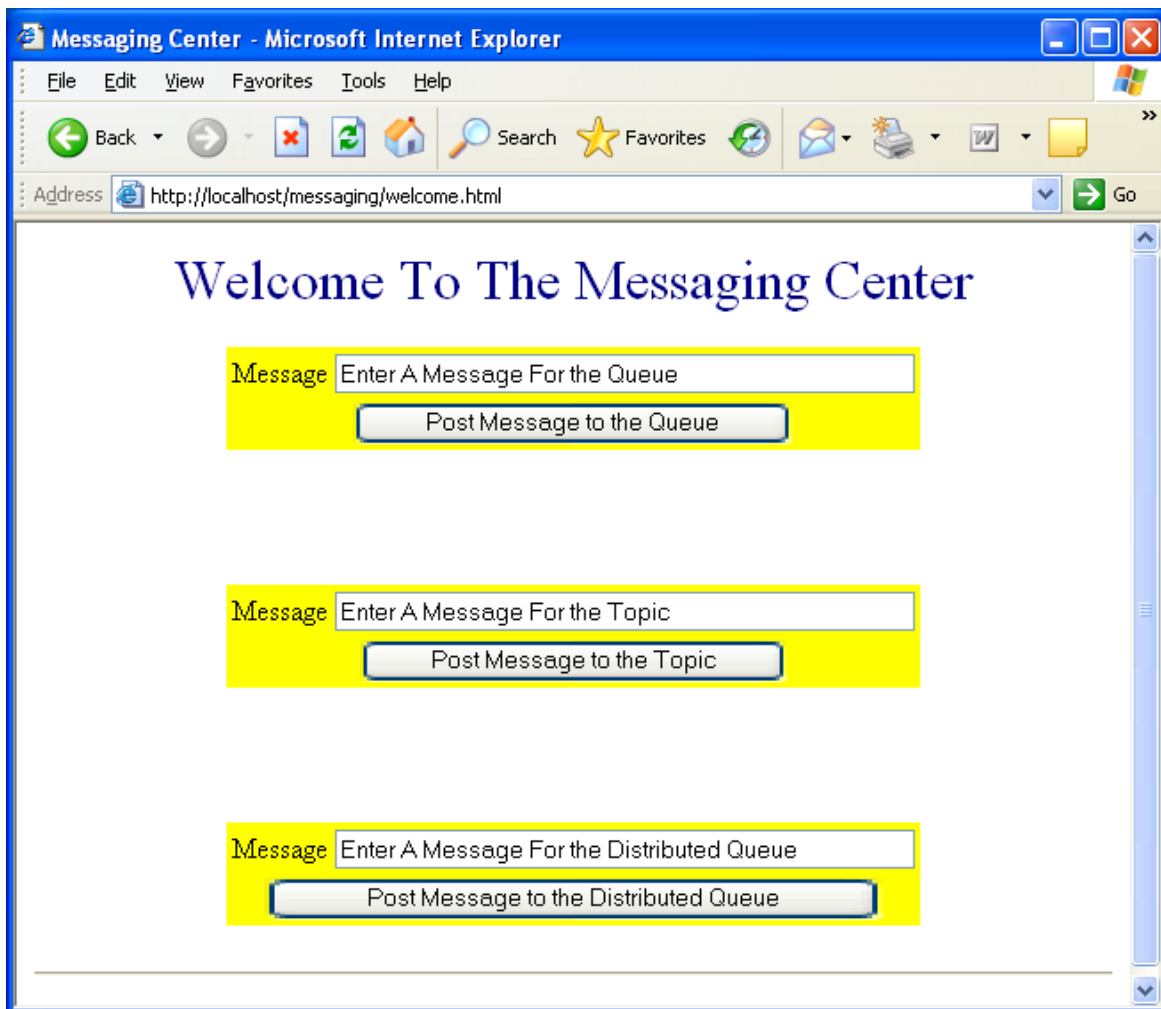 Messaging Center - Microsoft Internet Explorer
File Edit View Favorites Tools Help
Back Search Favorites W »
Address http://localhost/messaging/welcome.html Go
Welcome To The Messaging Center
Message Enter A Message For the Queue
Post Message to the Queue
Message Enter A Message For the Topic
Post Message to the Topic
Message Enter A Message For the Distributed Queue
Post Message to the Distributed Queue